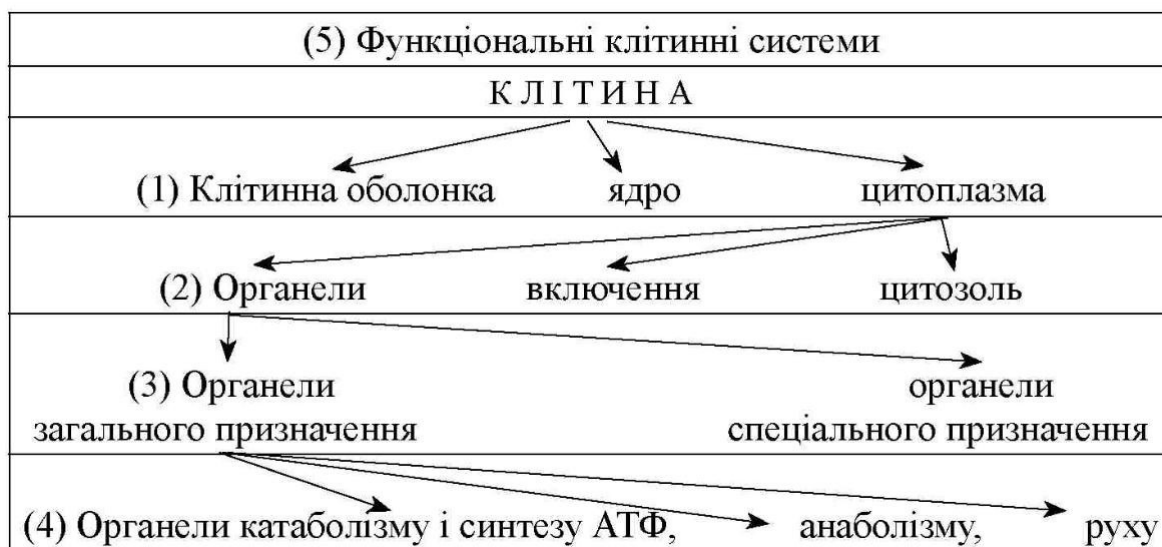 (5) Функціональні клітинні системи
К Л І Т И Н А
(1) Клітинна оболонка ядро цитоплазма
(2) Органели включення цитозоль
(3) Органели органели
загального призначення спеціального призначення
(4) Органели катаболізму і синтезу АТФ, анаболізму, руху